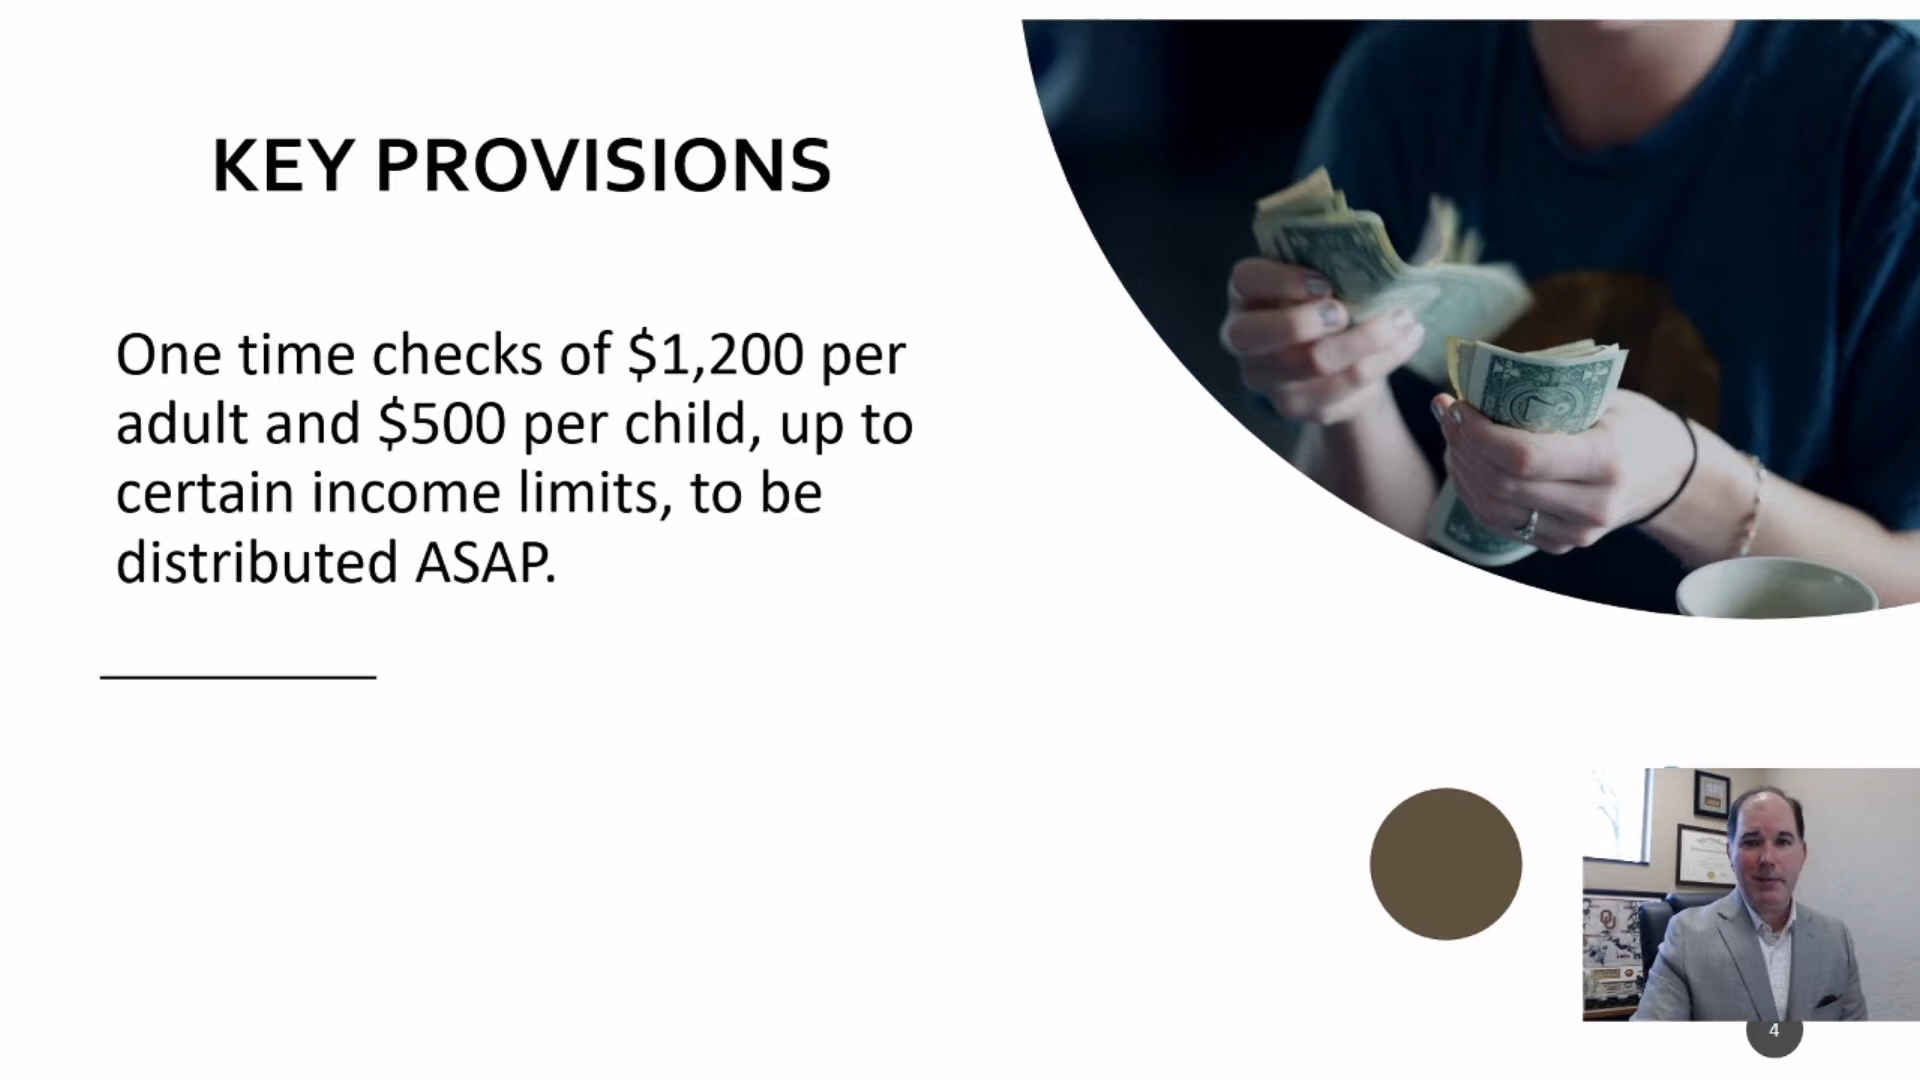 KEY PROVISIONS
One time checks of $1,200 per
adult and $500 per child, up to
certain income limits, to be
distributed ASAP.
OU
4